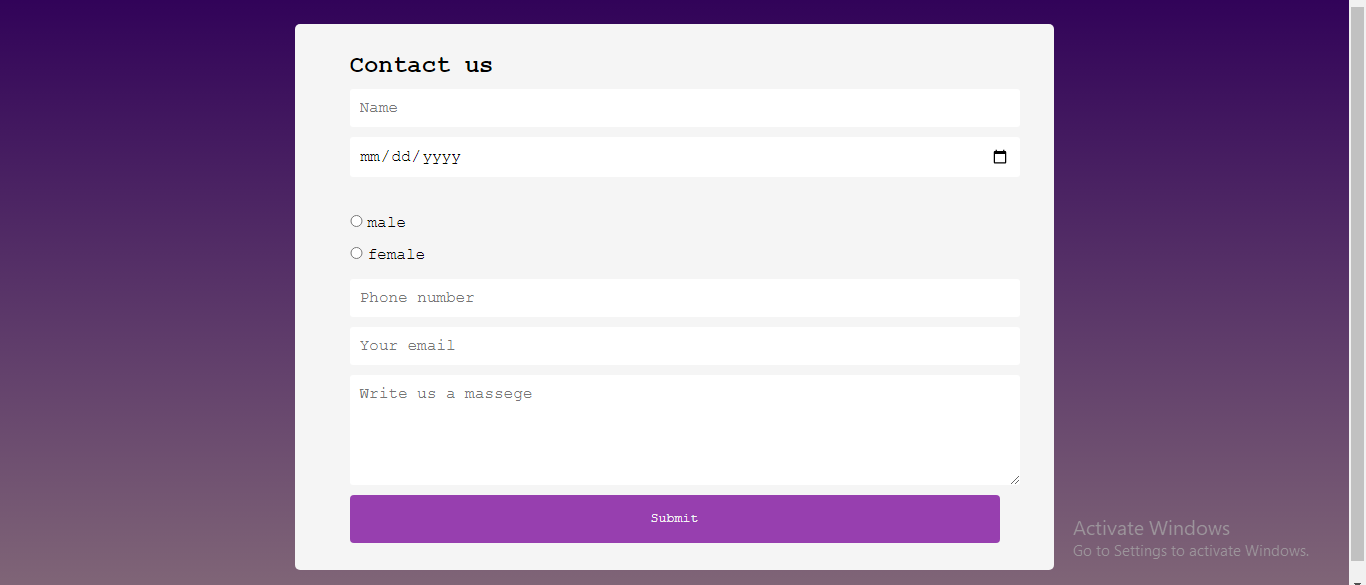 Contact us
Name
mm/dd/yyyy
male
female
Phone number
Your email
Write us a massege
Submit
Activate Windows
Go to Settings to activate Windows.